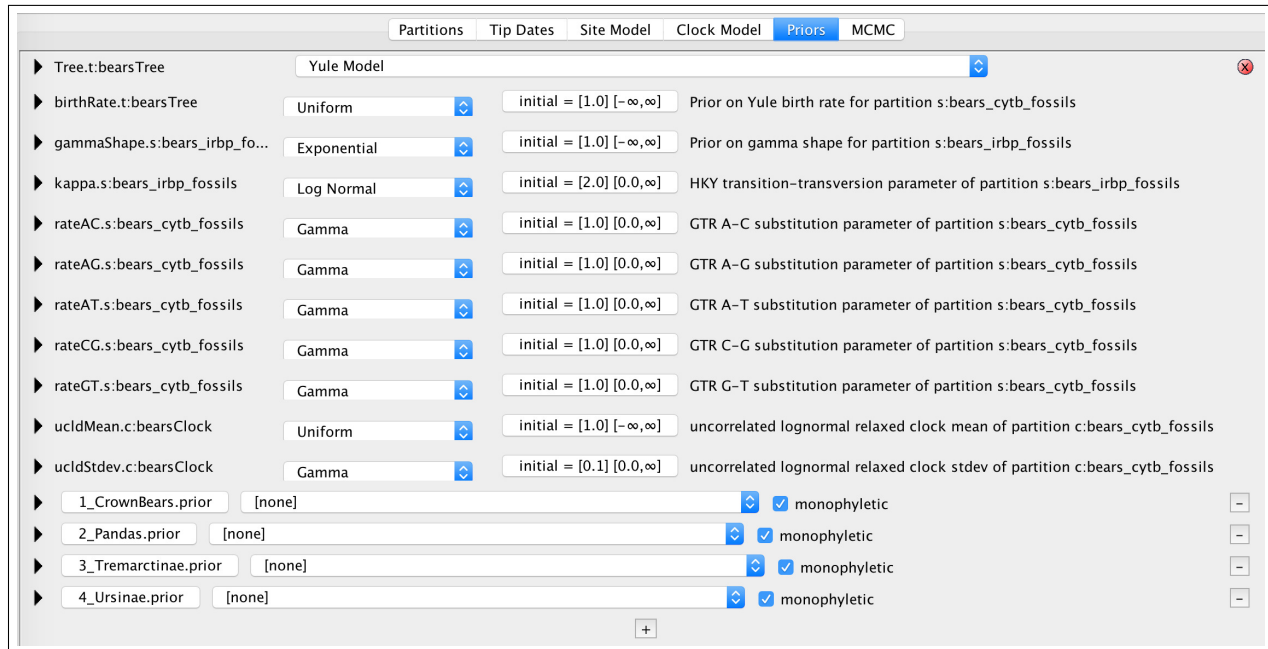 Partitions Tip Dates Site Model Clock Model Priors MCMC
Tree.t:bearsTree Yule Model
birthRate.t:bearsTree Uniform initial = [1.0] [-∞,∞] Prior on Yule birth rate for partition s:bears_cytb_fossils
gammaShape.s:bears_irbp_fo... Exponential initial = [1.0] [-∞,∞] Prior on gamma shape for partition s:bears_irbp_fossils
kappa.s:bears_irbp_fossils Log Normal initial = [2.0] [0.0,∞] HKY transition-transversion parameter of partition s:bears_irbp_fossils
rateAC.s:bears_cytb_fossils Gamma initial = [1.0] [0.0,∞] GTR A-C substitution parameter of partition s:bears_cytb_fossils
rateAG.s:bears_cytb_fossils Gamma initial = [1.0] [0.0,∞] GTR A-G substitution parameter of partition s:bears_cytb_fossils
rateAT.s:bears_cytb_fossils Gamma initial = [1.0] [0.0,∞] GTR A-T substitution parameter of partition s:bears_cytb_fossils
rateCG.s:bears_cytb_fossils Gamma initial = [1.0] [0.0,∞] GTR C-G substitution parameter of partition s:bears_cytb_fossils
rateGT.s:bears_cytb_fossils Gamma initial = [1.0] [0.0,∞] GTR G-T substitution parameter of partition s:bears_cytb_fossils
ucldMean.c:bearsClock Uniform initial = [1.0] [-∞,∞] uncorrelated lognormal relaxed clock mean of partition c:bears_cytb_fossils
ucldStdev.c:bearsClock Gamma initial = [0.1] [0.0,∞] uncorrelated lognormal relaxed clock stdev of partition c:bears_cytb_fossils
1_CrownBears.prior [none] monophyletic -
2_Pandas.prior [none] monophyletic -
3_Tremarctinae.prior [none] monophyletic -
4_Ursinae.prior [none] monophyletic -
+